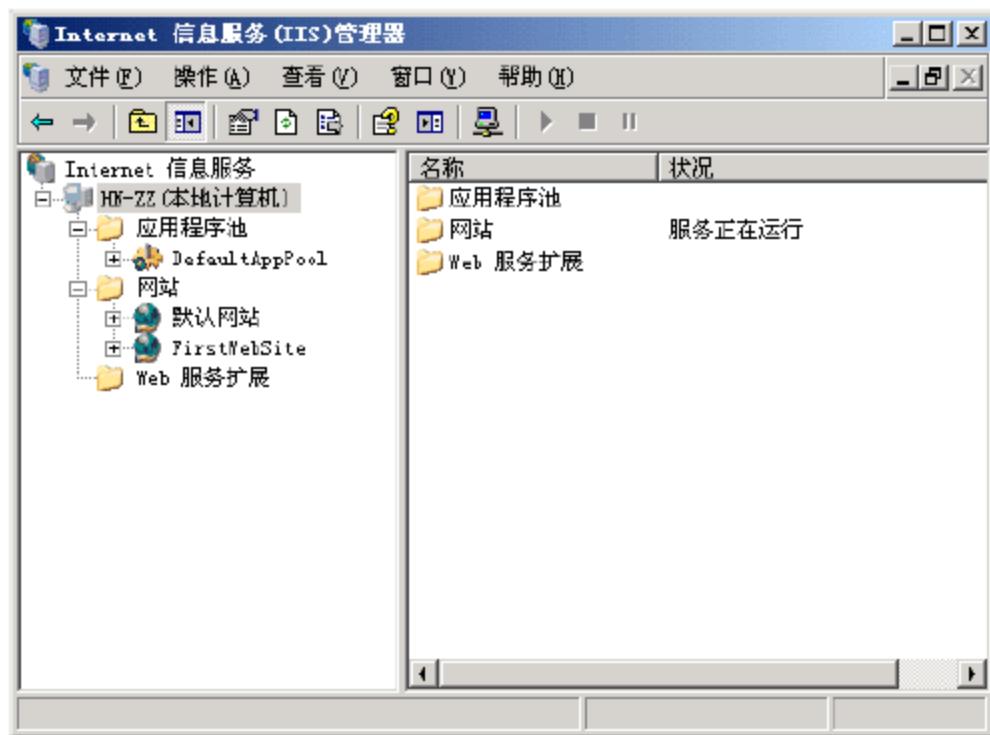 Internet 信息服务(IIS)管理器
文件(F) 操作(A) 查看(V) 窗口(W) 帮助(H)
Internet 信息服务
HN-ZZ(本地计算机)
应用程序池
DefaultAppPool
网站
默认网站
FirstWebSite
Web 服务扩展
名称 状况
应用程序池
网站 服务正在运行
Web 服务扩展